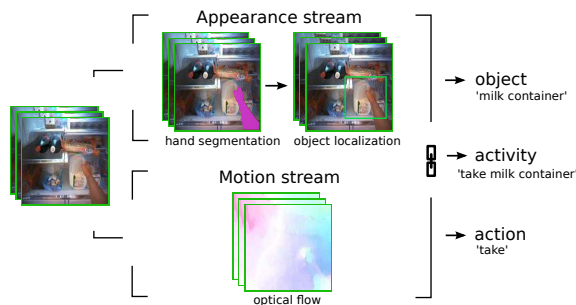 Appearance stream
hand segmentation
object localization
Motion stream
optical flow
object
'milk container'
activity
'take milk container'
action
'take'